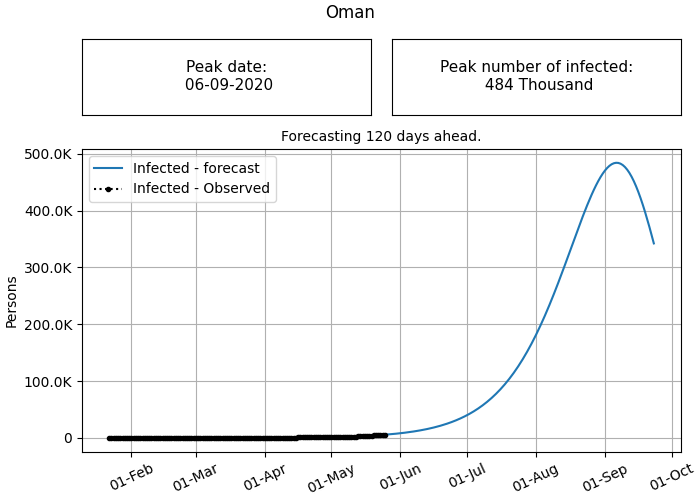 Oman
Peak date:
06-09-2020
Peak number of infected:
484 Thousand
Forecasting 120 days ahead.
Infected - forecast
Infected - Observed
500.0K
400.0K
300.0K
200.0K
100.0K
0
Persons
01-Feb
01-Mar
01-Apr
01-May
01-Jun
01-Jul
01-Aug
01-Sep
01-Oct